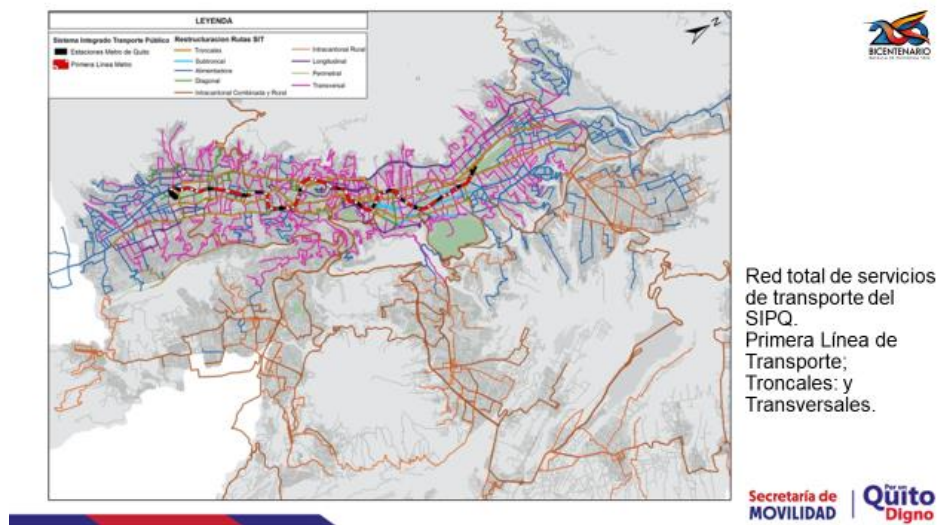 LEYENDA
Sistema Integrado Transporte Público
Estaciones Metro de Quito
Primera Línea Metro
Restructuracion Rutas SIT
Troncales
Subtroncal
Alimentadora
Diagonal
Intracantonal Combinada y Rural
Intracantonal Rural
Longitudinal
Perimetral
Transversal
N
BICENTENARIO
Red total de servicios
de transporte del
SIPQ.
Primera Línea de
Transporte;
Troncales: y
Transversales.
Secretaría de
MOVILIDAD
Por un
Quito
Digno